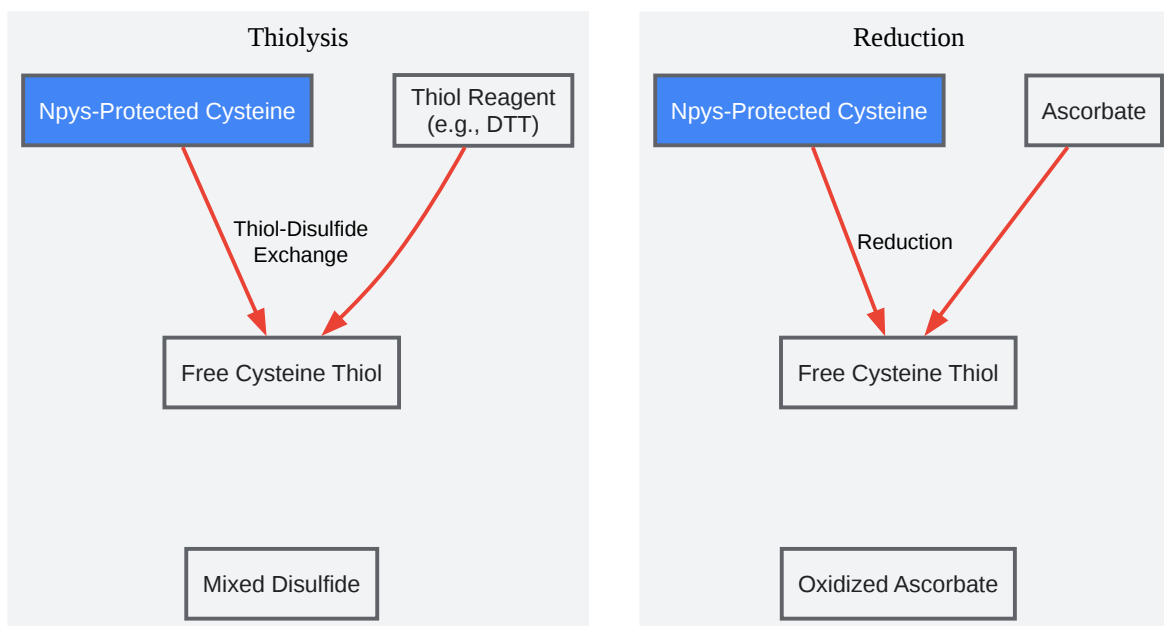 Thiolysis
Npys-Protected Cysteine
Thiol Reagent
(e.g., DTT)
Thiol-Disulfide
Exchange
Free Cysteine Thiol
Mixed Disulfide
Reduction
Npys-Protected Cysteine
Ascorbate
Reduction
Free Cysteine Thiol
Oxidized Ascorbate